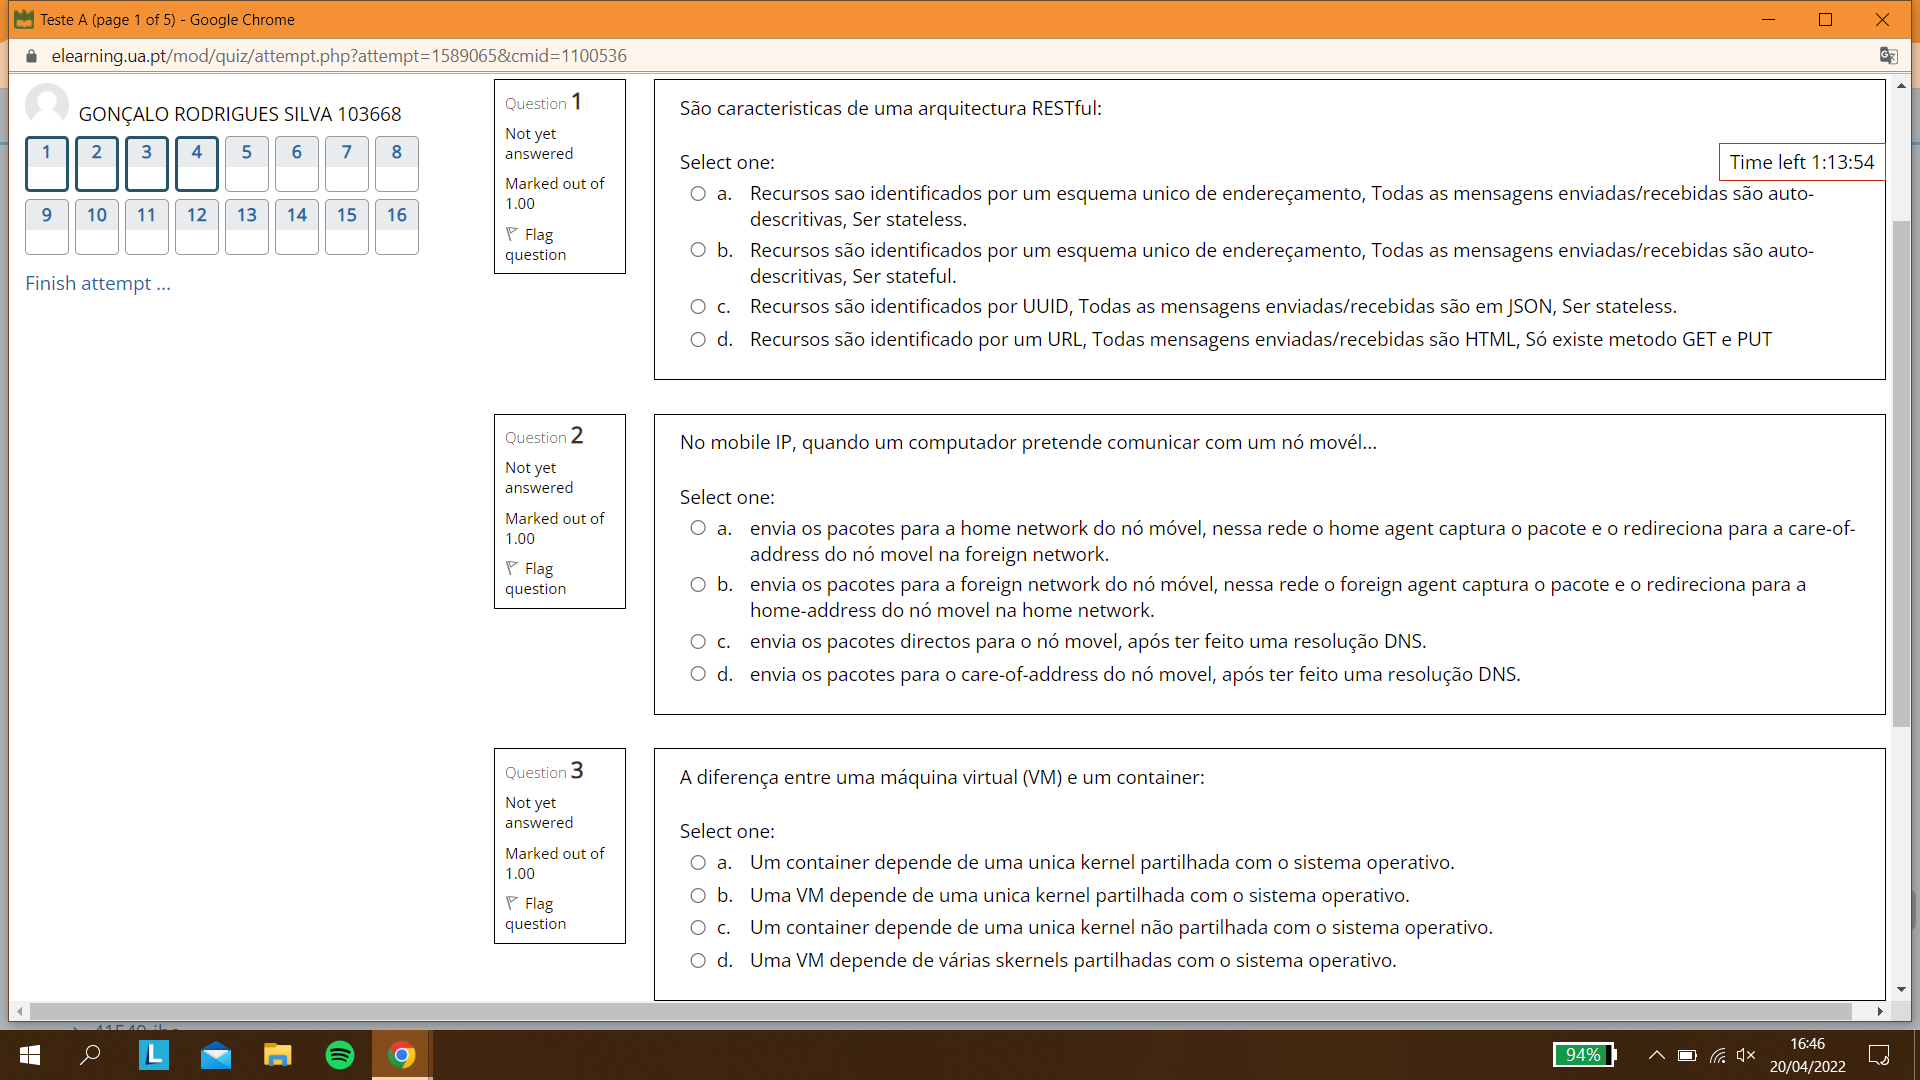 Teste A (page 1 of 5) - Google Chrome
elearning.ua.pt/mod/quiz/attempt.php?attempt=1589065&cmid=1100536
GONÇALO RODRIGUES SILVA 103668
1 2 3 4 5 6 7 8
9 10 11 12 13 14 15 16
Finish attempt ...
Time left 1:13:54
Question 1
Not yet
answered
Marked out of
1.00
Flag
question
São caracteristicas de uma arquitectura RESTful:
Select one:
a. Recursos sao identificados por um esquema unico de endereçamento, Todas as mensagens enviadas/recebidas são auto-
descritivas, Ser stateless.
b. Recursos são identificados por um esquema unico de endereçamento, Todas as mensagens enviadas/recebidas são auto-
descritivas, Ser stateful.
c. Recursos são identificados por UUID, Todas as mensagens enviadas/recebidas são em JSON, Ser stateless.
d. Recursos são identificado por um URL, Todas mensagens enviadas/recebidas são HTML, Só existe metodo GET e PUT
Question 2
Not yet
answered
Marked out of
1.00
Flag
question
No mobile IP, quando um computador pretende comunicar com um nó movél...
Select one:
a. envia os pacotes para a home network do nó móvel, nessa rede o home agent captura o pacote e o redireciona para a care-of-
address do nó movel na foreign network.
b. envia os pacotes para a foreign network do nó móvel, nessa rede o foreign agent captura o pacote e o redireciona para a
home-address do nó movel na home network.
c. envia os pacotes directos para o nó movel, após ter feito uma resolução DNS.
d. envia os pacotes para o care-of-address do nó movel, após ter feito uma resolução DNS.
Question 3
Not yet
answered
Marked out of
1.00
Flag
question
A diferença entre uma máquina virtual (VM) e um container:
Select one:
a. Um container depende de uma unica kernel partilhada com o sistema operativo.
b. Uma VM depende de uma unica kernel partilhada com o sistema operativo.
c. Um container depende de uma unica kernel não partilhada com o sistema operativo.
d. Uma VM depende de várias skernels partilhadas com o sistema operativo.
L
94%
16:46
20/04/2022